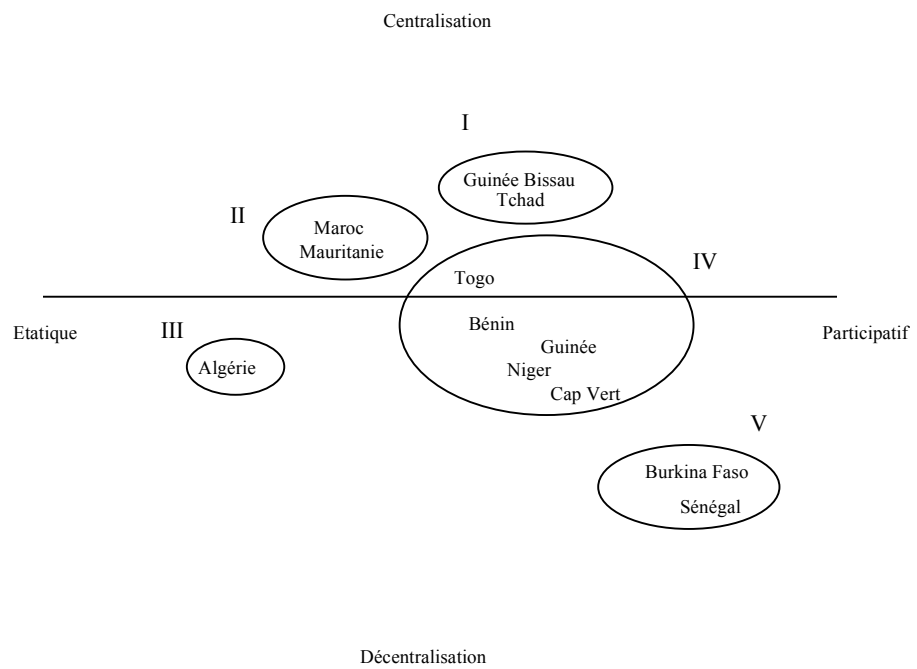 Centralisation
I
Guinée Bissau
Tchad
II
Maroc
Mauritanie
IV
Togo
Etatique
III
Bénin
Participatif
Guinée
Algérie
Niger
Cap Vert
V
Burkina Faso
Sénégal
Décentralisation